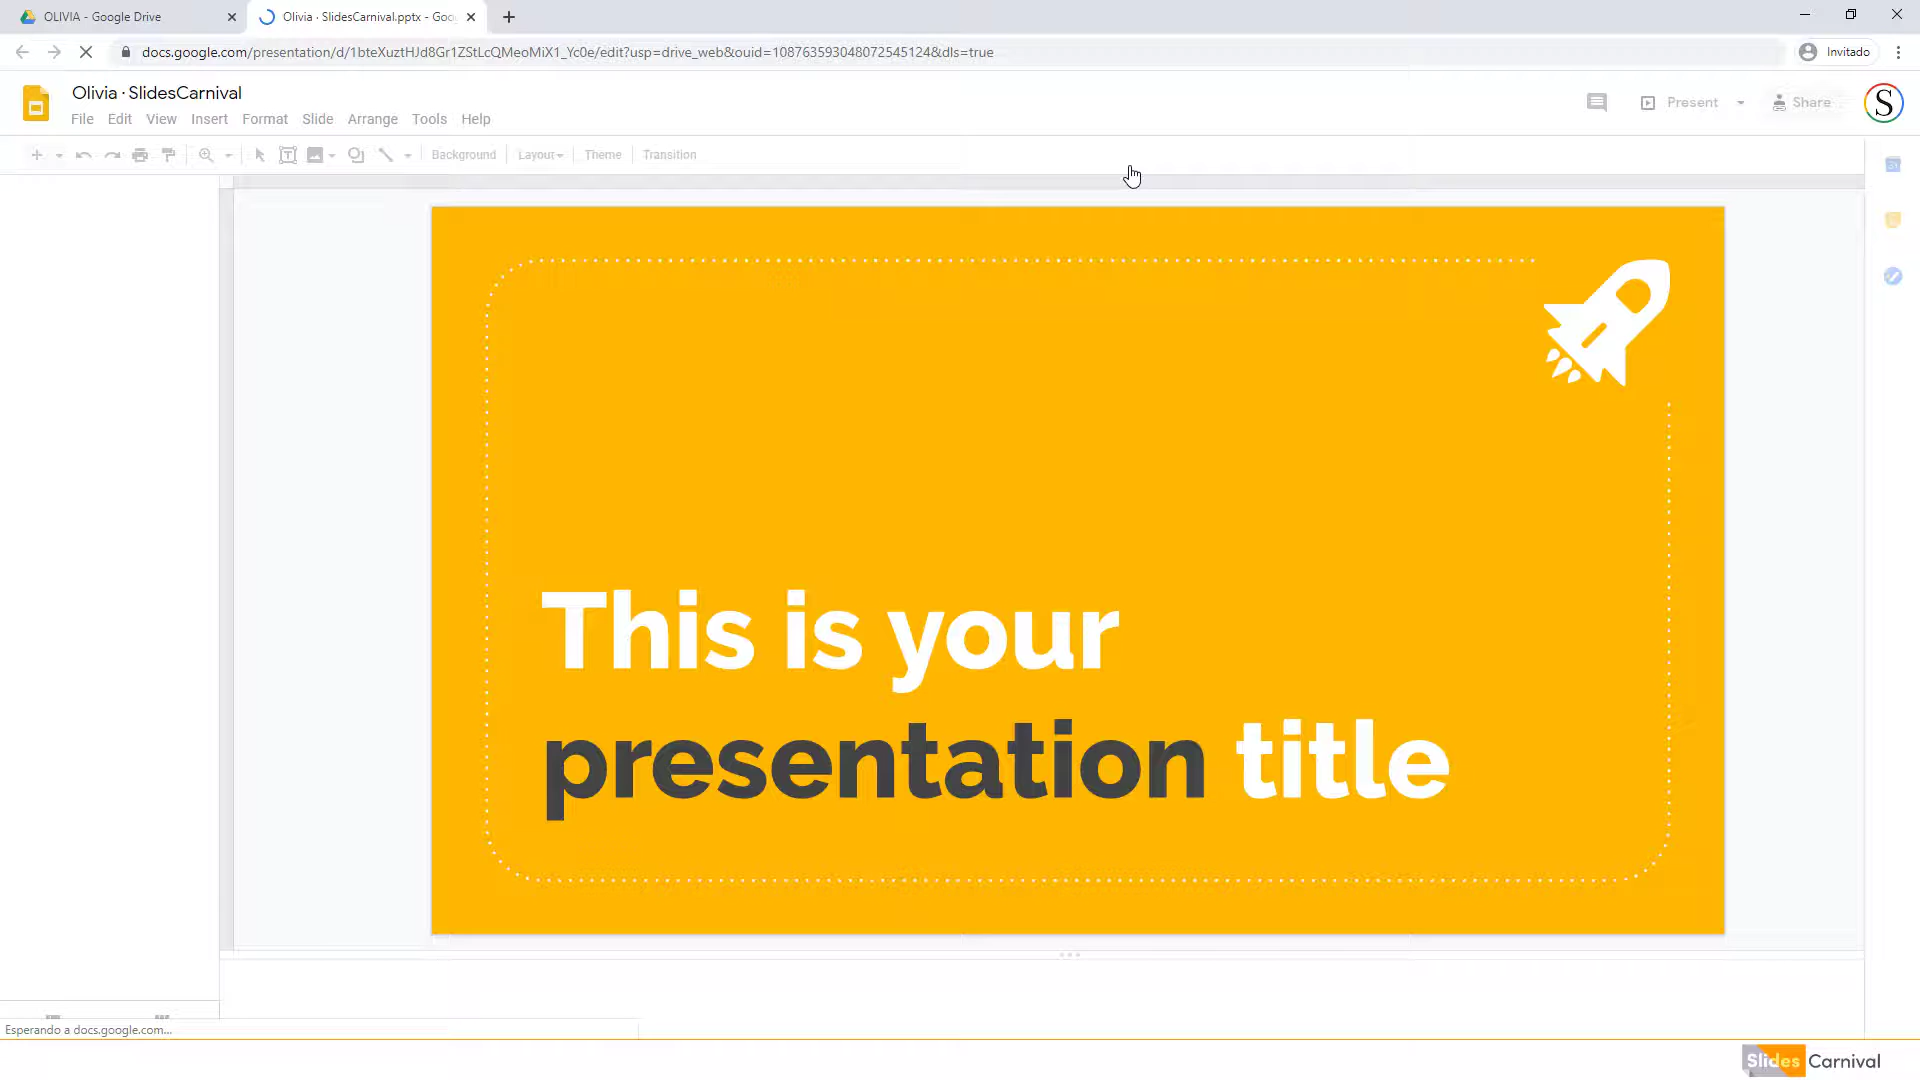 OLIVIA - Google Drive
Olivia · SlidesCarnival.pptx - Goo
docs.google.com/presentation/d/1bteXuztHJd8Gr1ZStLcQMeoMiX1_Yc0e/edit?usp=drive_web&ouid=108763593048072545124&dls=true
Invitado
Olivia · SlidesCarnival
File Edit View Insert Format Slide Arrange Tools Help
Present
Share
S
Background Layout Theme Transition
This is your
presentation title
Esperando a docs.google.com...
Slides Carnival